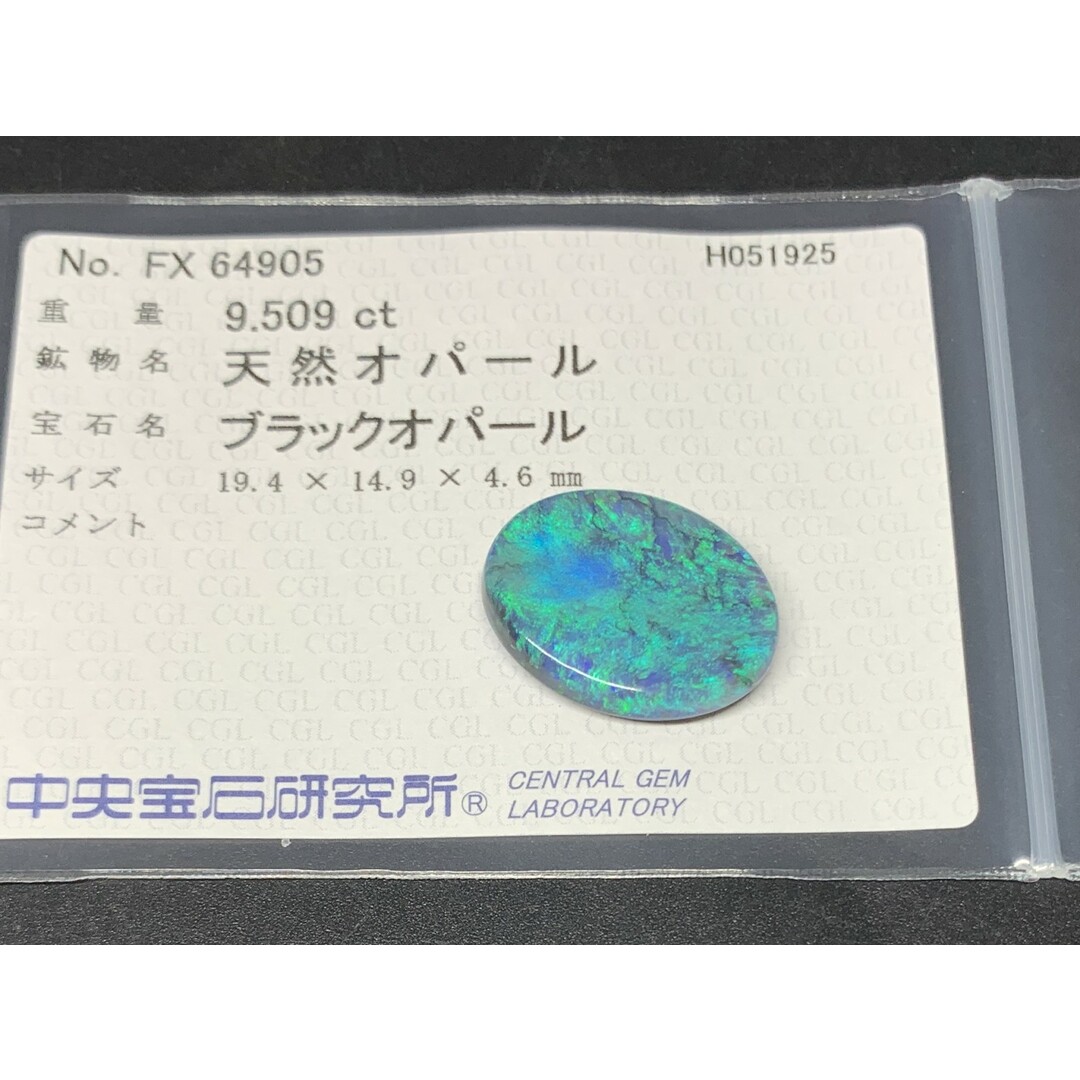 No. FX 64905 H051925
重量 9.509 ct
鉱物名 天然オパール
宝石名 ブラックオパール
サイズ 19.4 × 14.9 × 4.6 mm
コメント
中央宝石研究所® CENTRAL GEM
LABORATORY